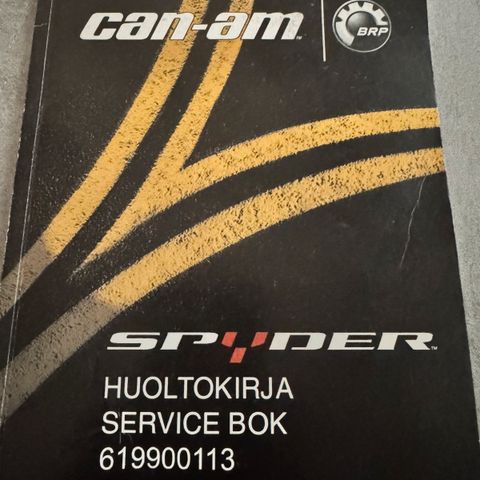 can-am
BRP
SPYDER
HUOLTOKIRJA
SERVICE BOK
619900113